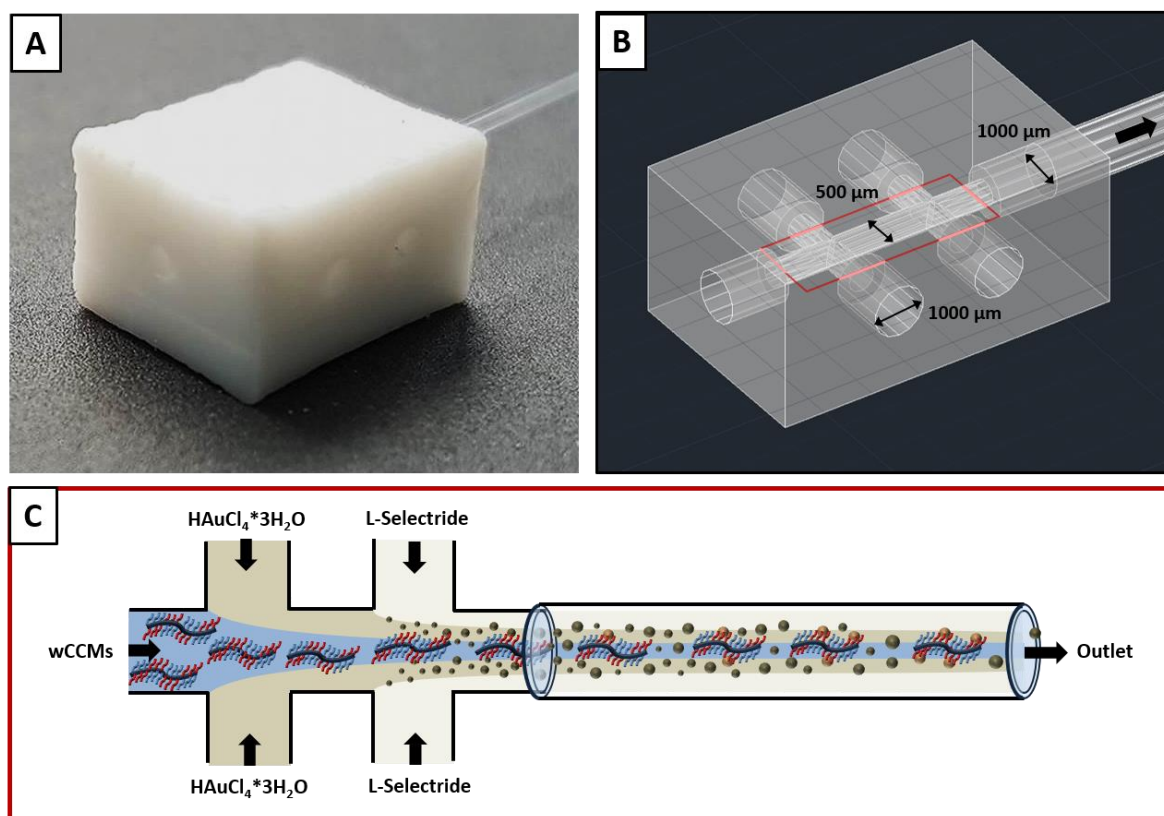 A
B
1000 µm
500 µm
1000 µm
C
HAuCl₄*3H₂O
L-Selectride
wCCMs
Outlet
HAuCl₄*3H₂O
L-Selectride